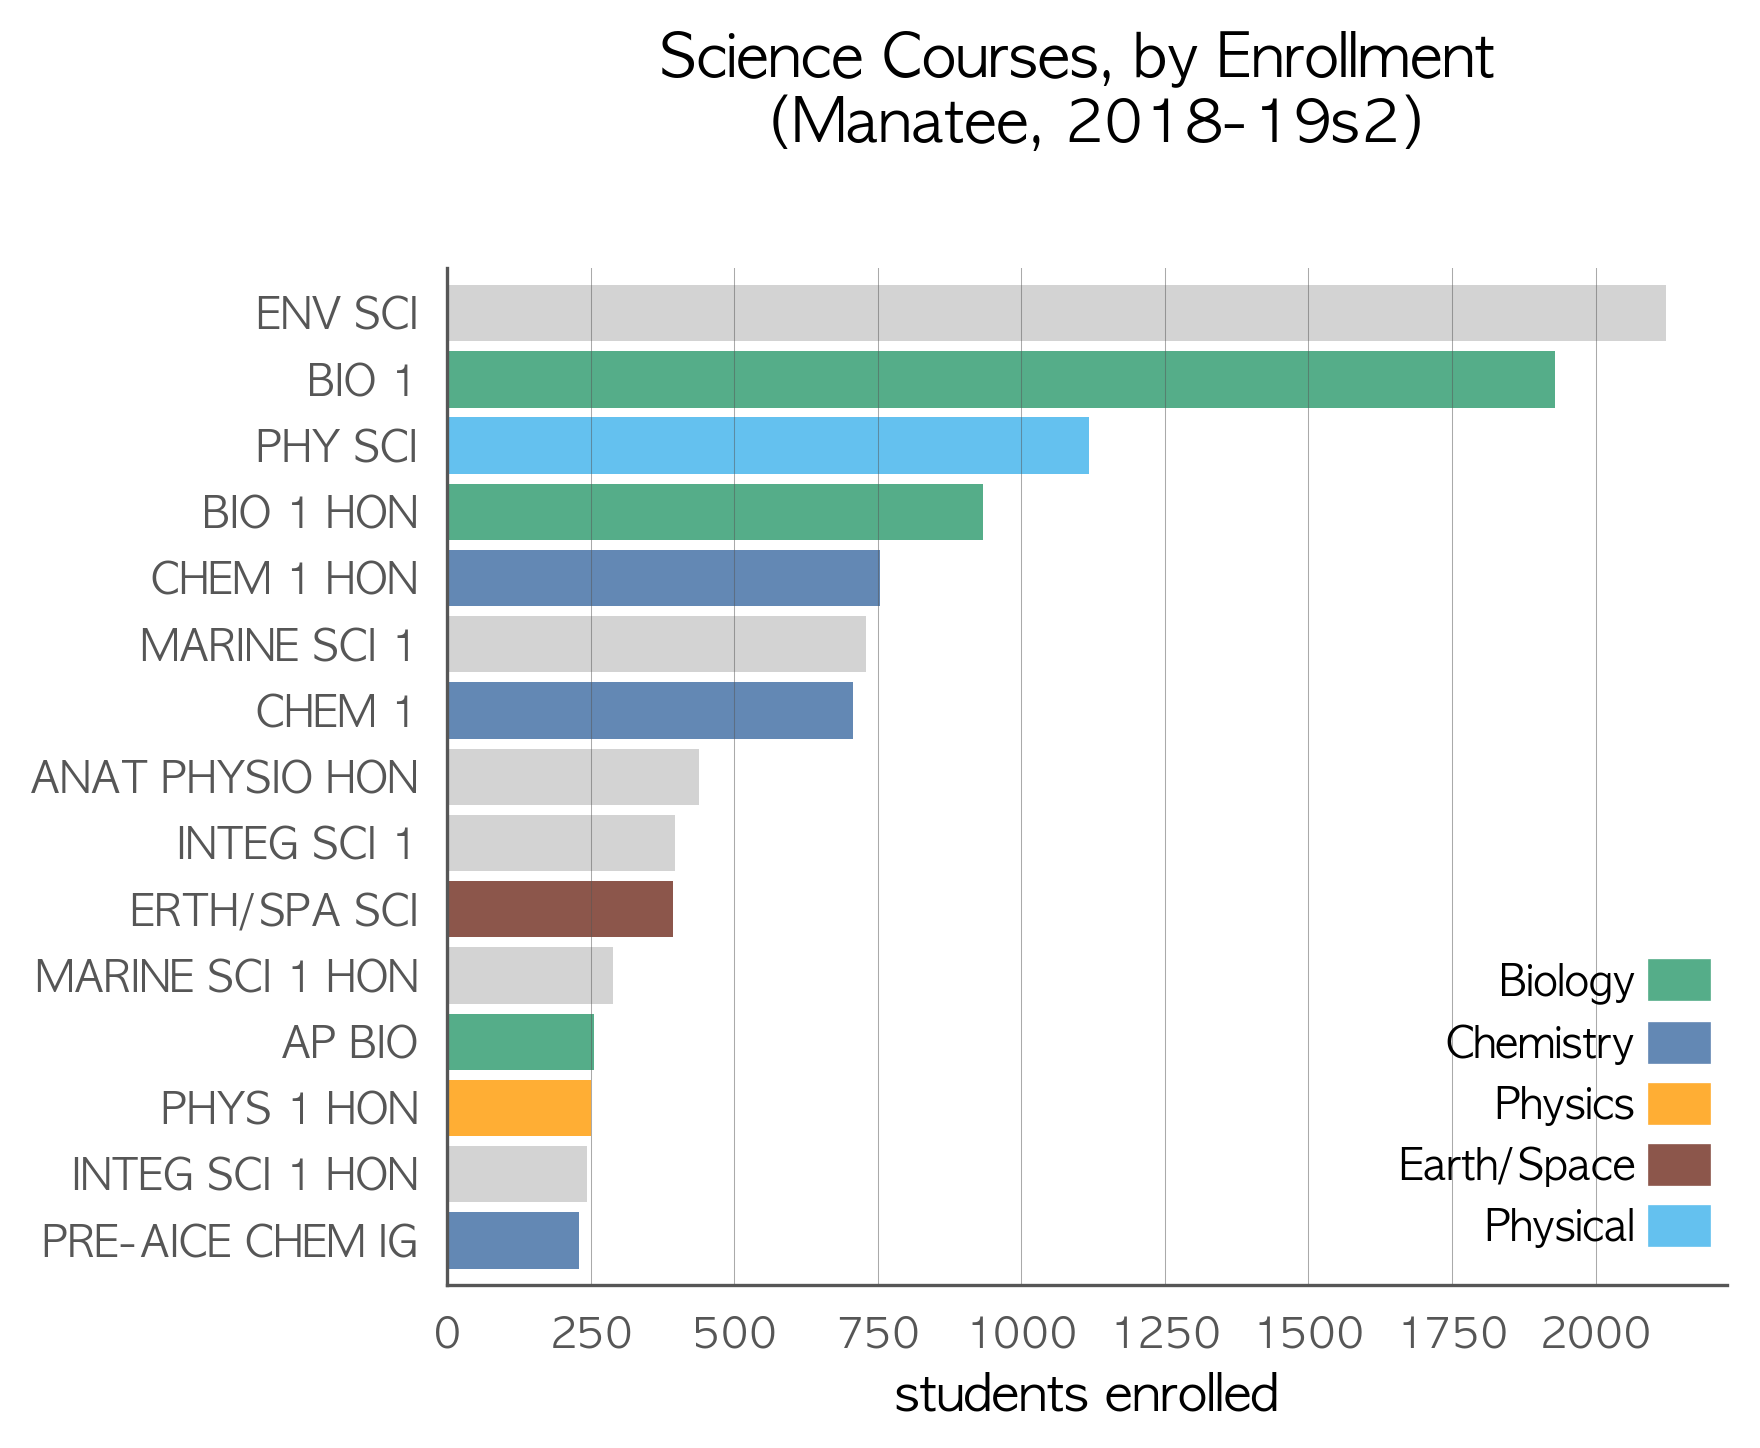 Science Courses, by Enrollment
(Manatee, 2018-19s2)
ENV SCI
BIO 1
PHY SCI
BIO 1 HON
CHEM 1 HON
MARINE SCI 1
CHEM 1
ANAT PHYSIO HON
INTEG SCI 1
ERTH/SPA SCI
MARINE SCI 1 HON
AP BIO
PHYS 1 HON
INTEG SCI 1 HON
PRE-AICE CHEM IG
Biology
Chemistry
Physics
Earth/Space
Physical
0 250 500 750 1000 1250 1500 1750 2000
students enrolled